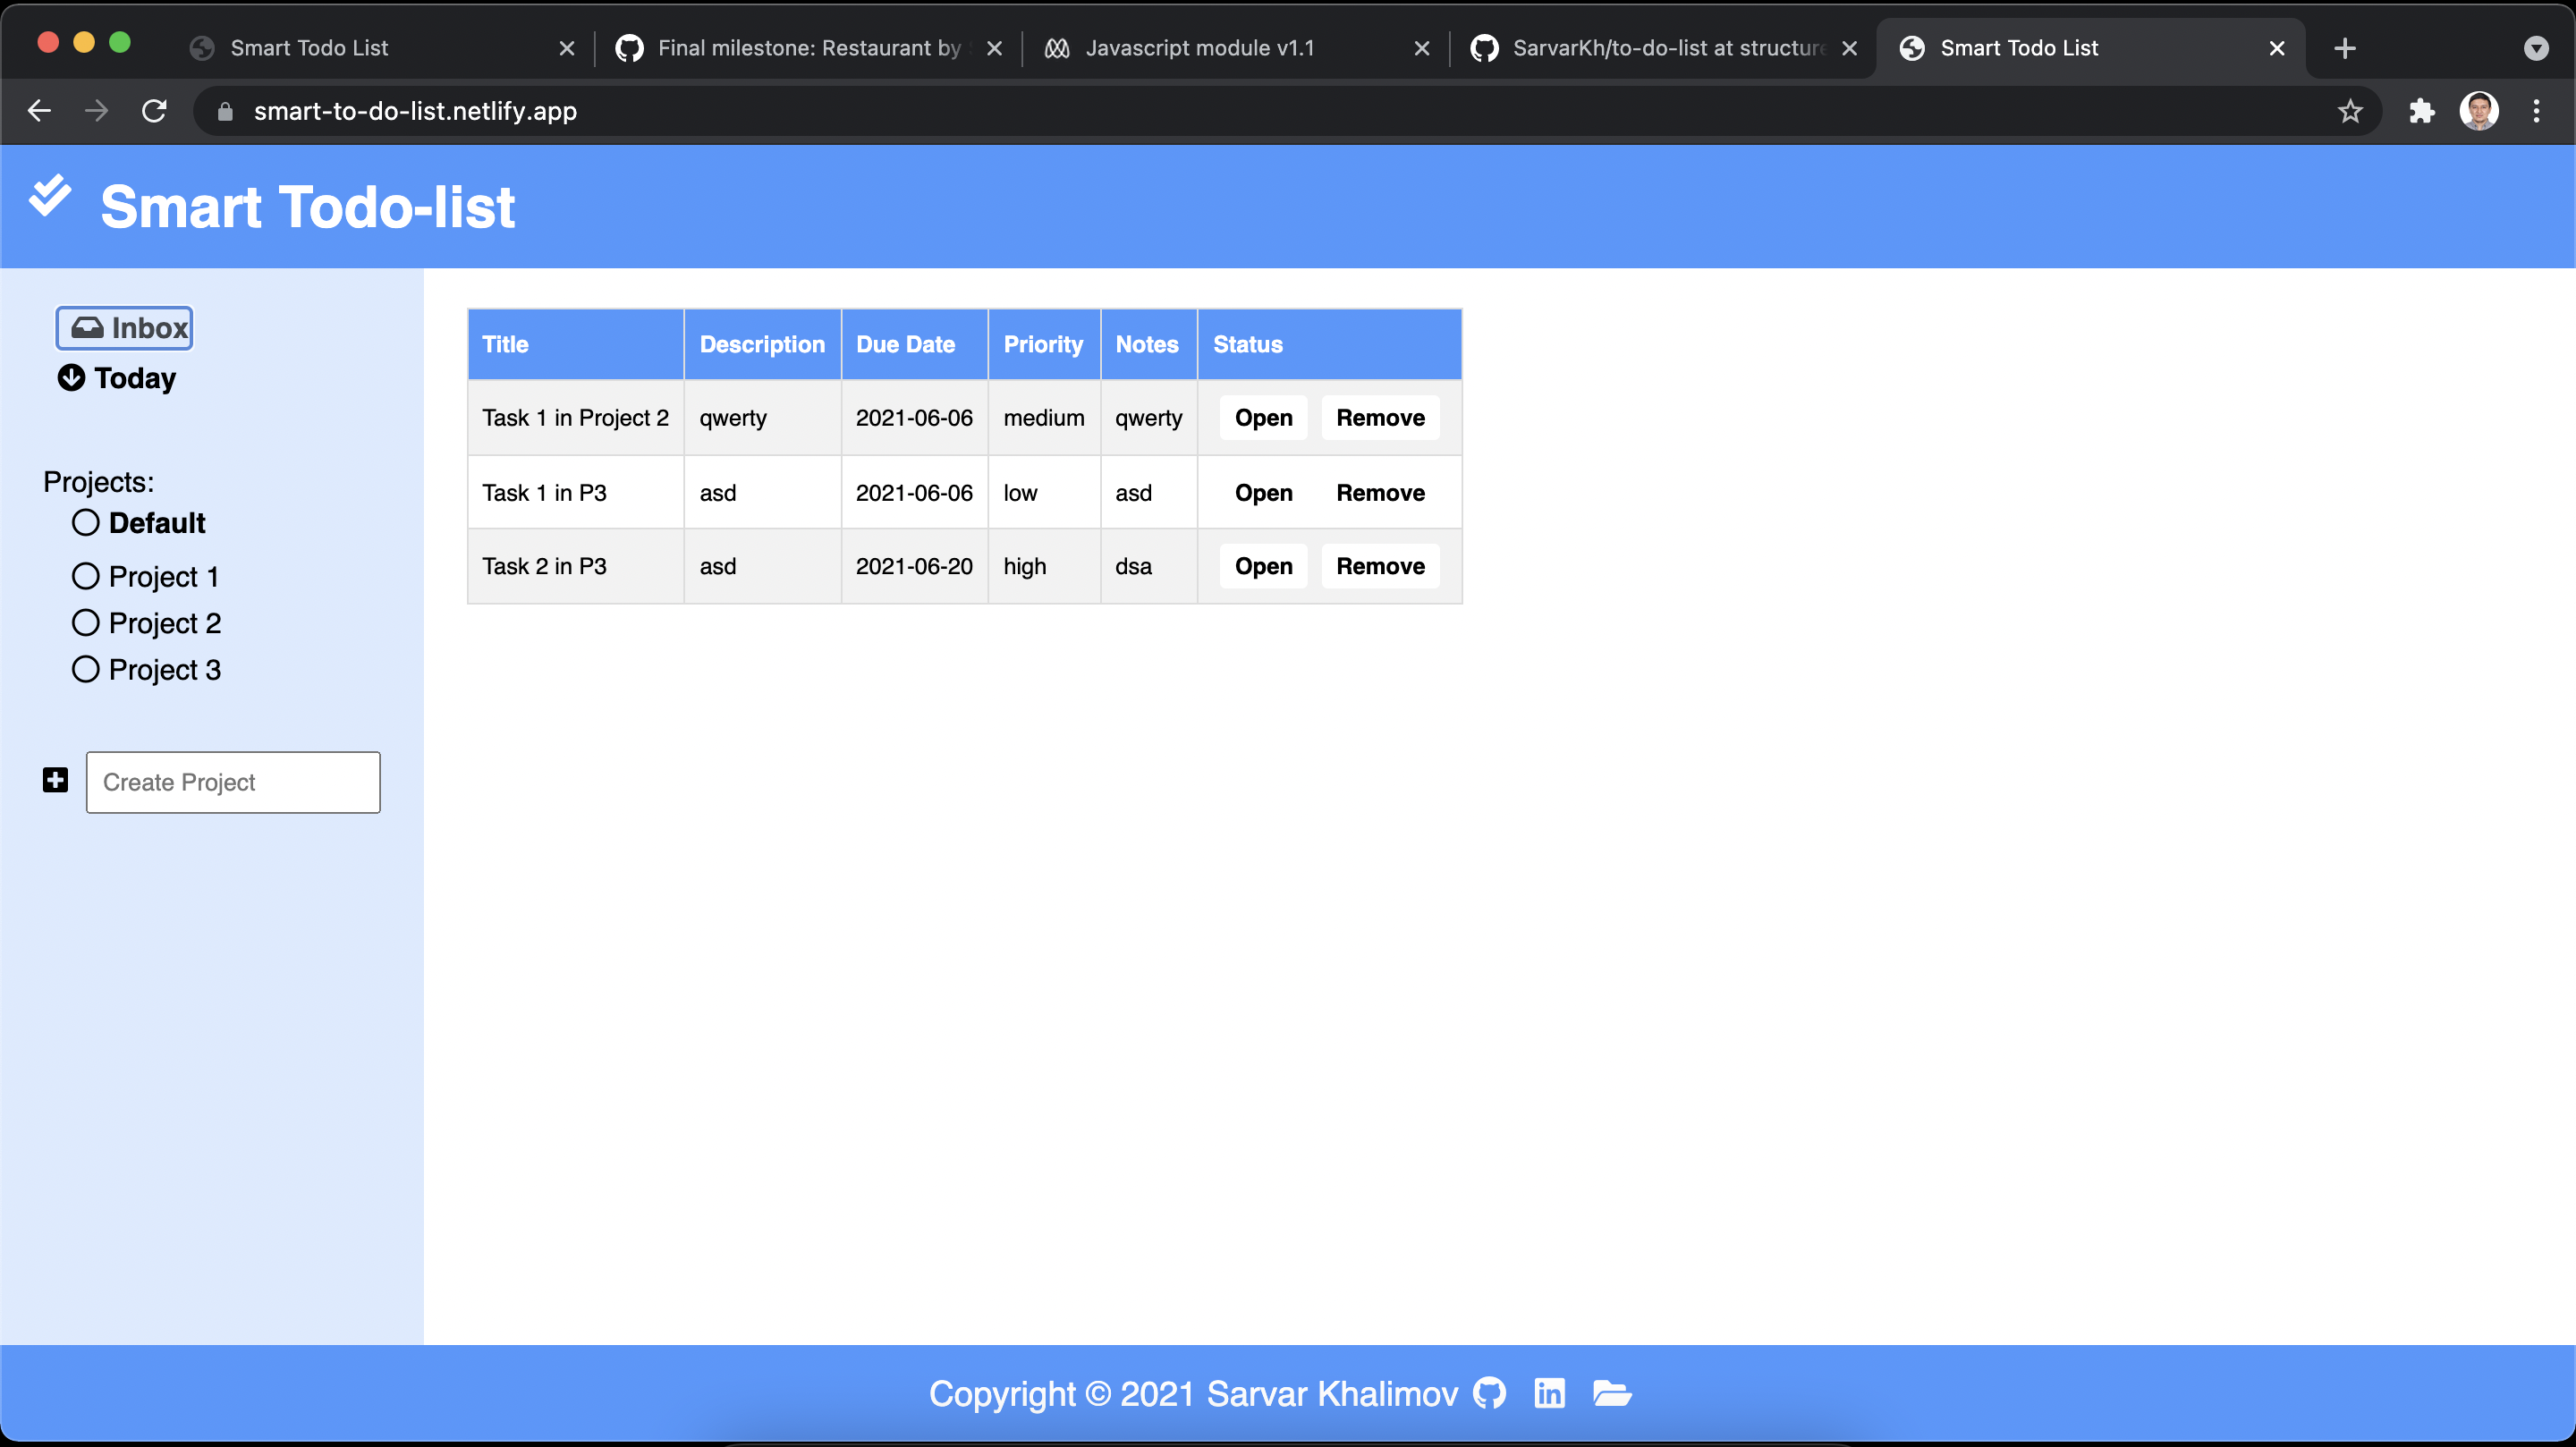 Smart Todo List
Final milestone: Restaurant by
Javascript module v1.1
SarvarKh/to-do-list at structure
Smart Todo List
smart-to-do-list.netlify.app
Smart Todo-list
Inbox
Today
Projects:
Default
Project 1
Project 2
Project 3
Create Project
Title Description Due Date Priority Notes Status
Task 1 in Project 2 qwerty 2021-06-06 medium qwerty Open Remove
Task 1 in P3 asd 2021-06-06 low asd Open Remove
Task 2 in P3 asd 2021-06-20 high dsa Open Remove
Copyright © 2021 Sarvar Khalimov